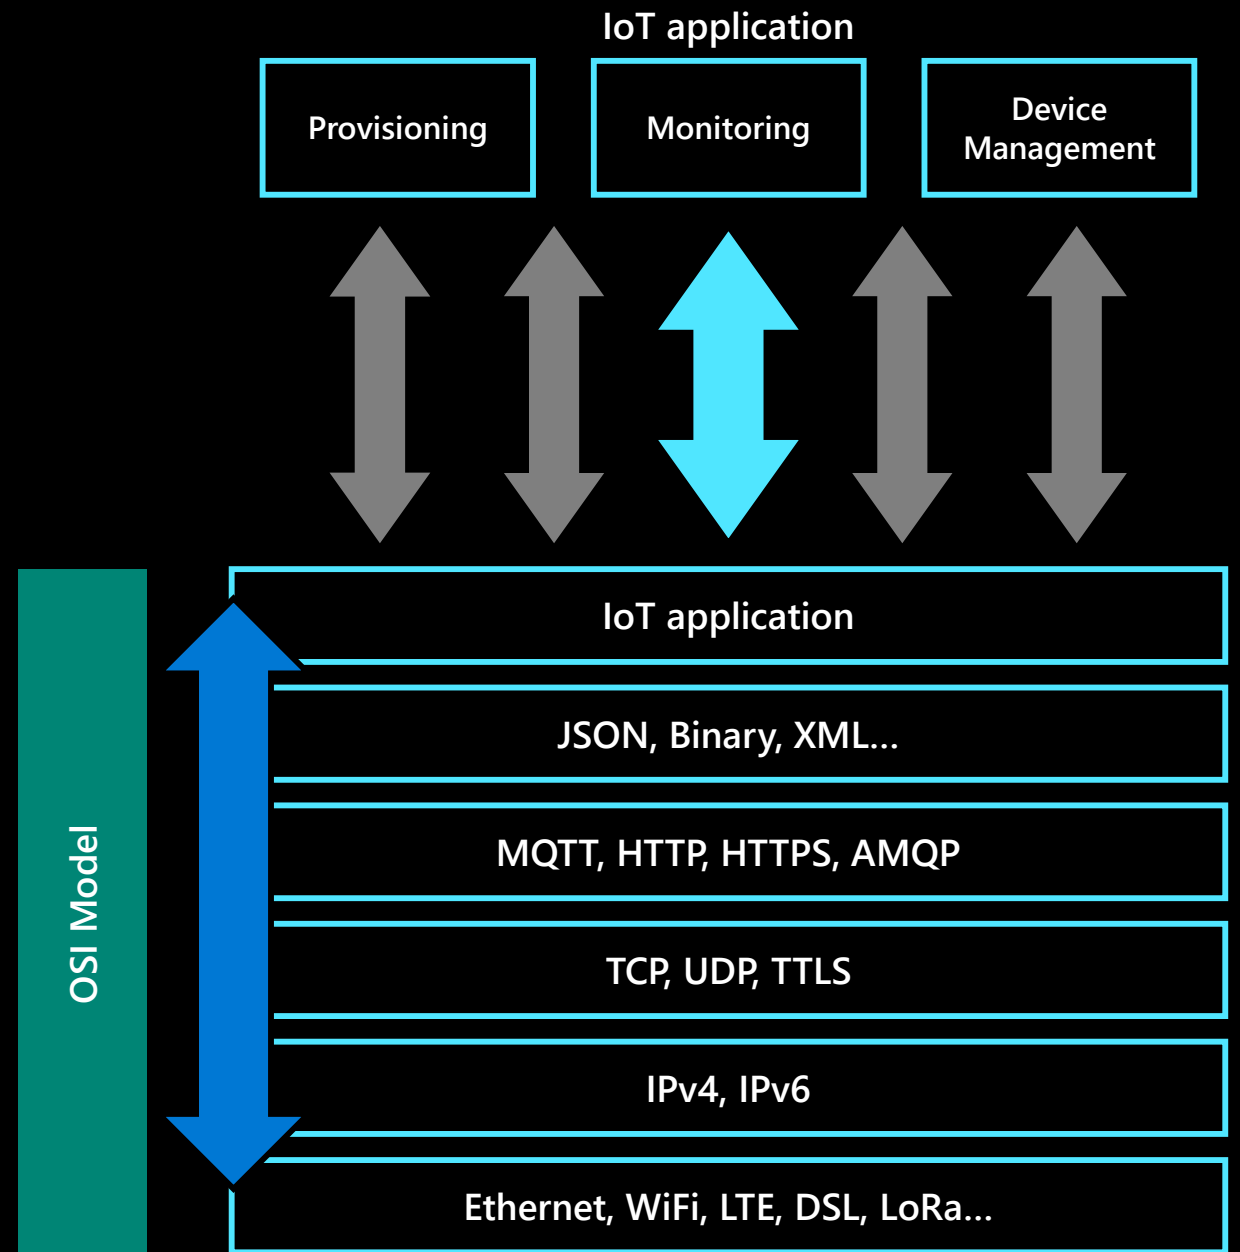 IoT application
Provisioning
Monitoring
Device
Management
IoT application
JSON, Binary, XML...
MQTT, HTTP, HTTPS, AMQP
TCP, UDP, TTLS
IPv4, IPv6
Ethernet, WiFi, LTE, DSL, LoRa...
OSI Model